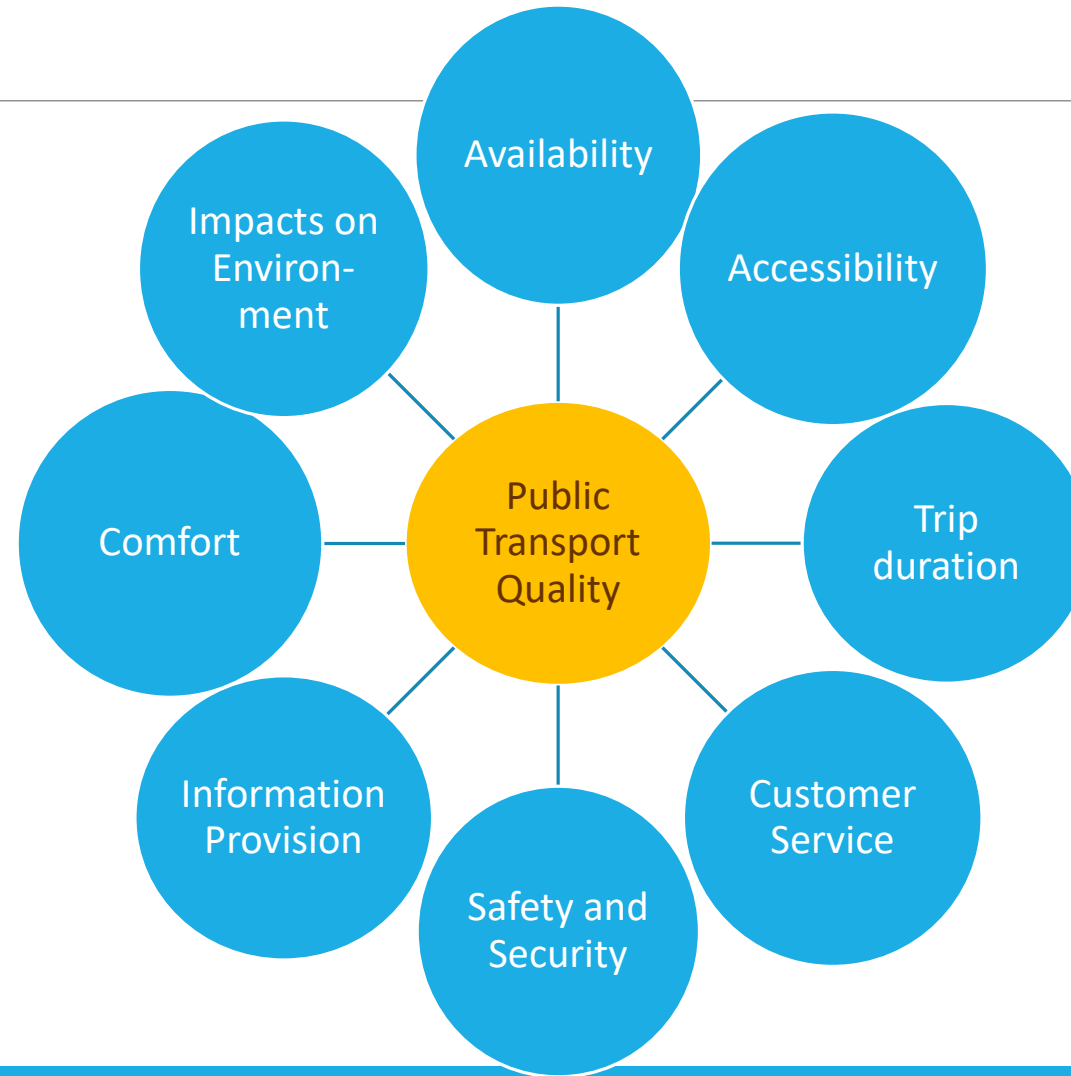 Availability
Accessibility
Trip
duration
Customer
Service
Safety and
Security
Information
Provision
Comfort
Impacts on
Environ-
ment
Public
Transport
Quality